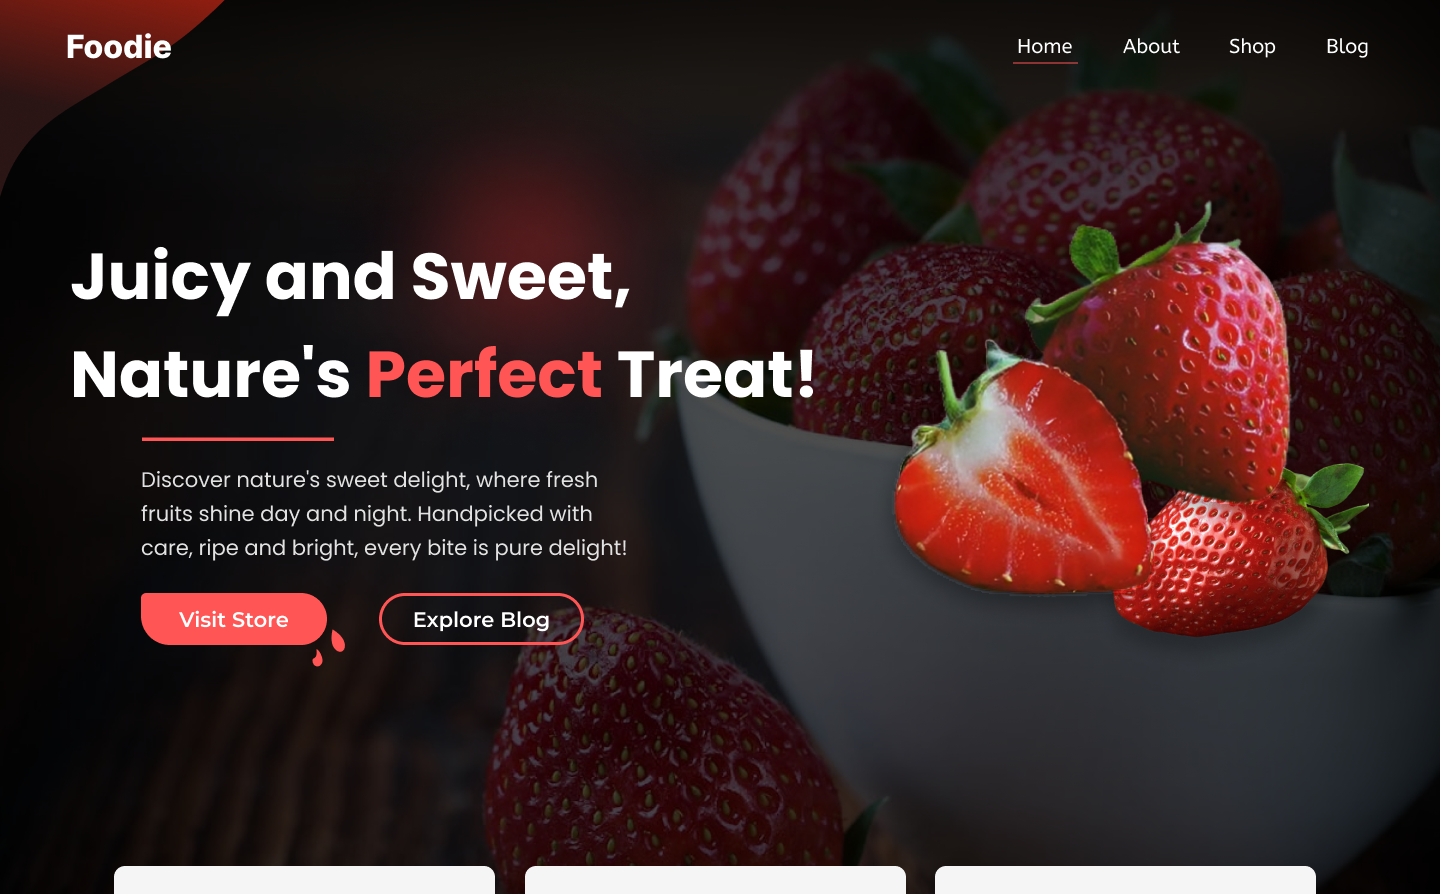 Foodie
Home About Shop Blog
Juicy and Sweet,
Nature's Perfect Treat!
Discover nature's sweet delight, where fresh
fruits shine day and night. Handpicked with
care, ripe and bright, every bite is pure delight!
Visit Store Explore Blog